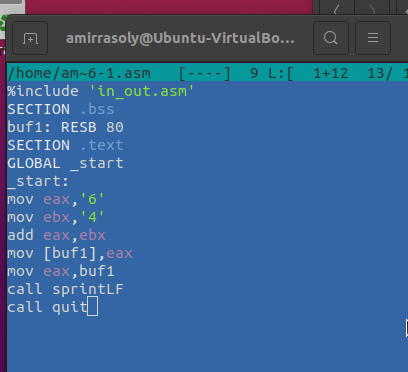 amirrasoly@Ubuntu-VirtualBo...
/home/am~6-1.asm   [----]  9 L:[  1+12  13/
%include 'in_out.asm'
SECTION .bss
buf1: RESB 80
SECTION .text
GLOBAL _start
_start:
mov eax,'6'
mov ebx,'4'
add eax,ebx
mov [buf1],eax
mov eax,buf1
call sprintLF
call quit